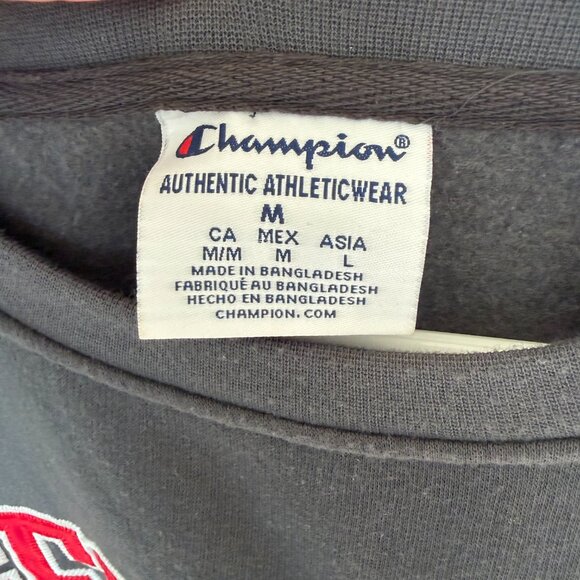 Champion®
AUTHENTIC ATHLETICWEAR
M
CA MEX ASIA
M/M M L
MADE IN BANGLADESH
FABRIQUÉ AU BANGLADESH
HECHO EN BANGLADESH
CHAMPION.COM